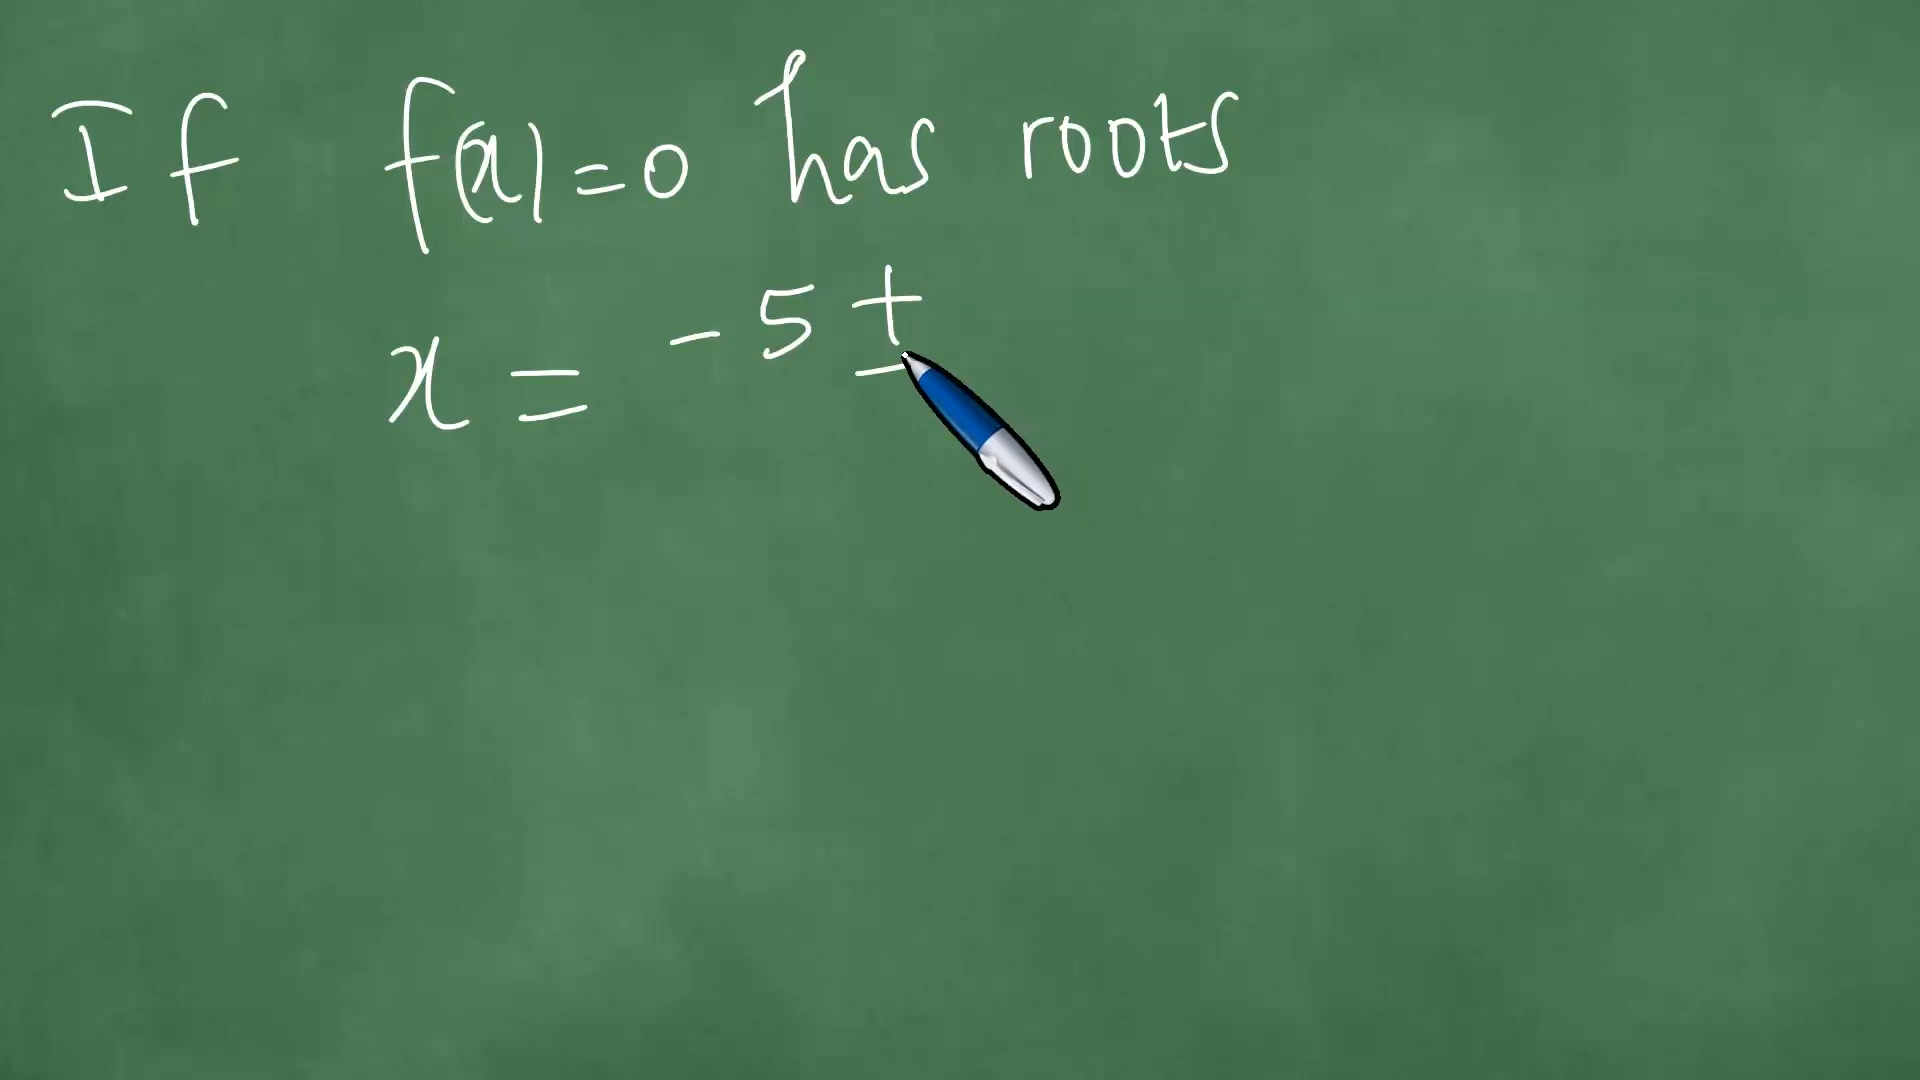 If f(x)=0 has roots
x = -5 ±